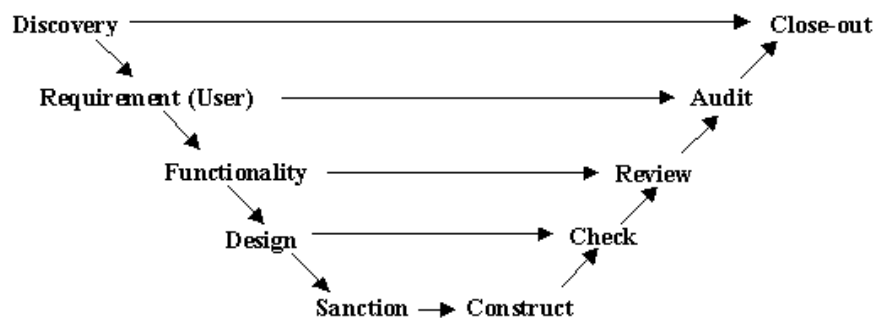 Discovery Close-out
Requirement (User) Audit
Functionality Review
Design Check
Sanction Construct